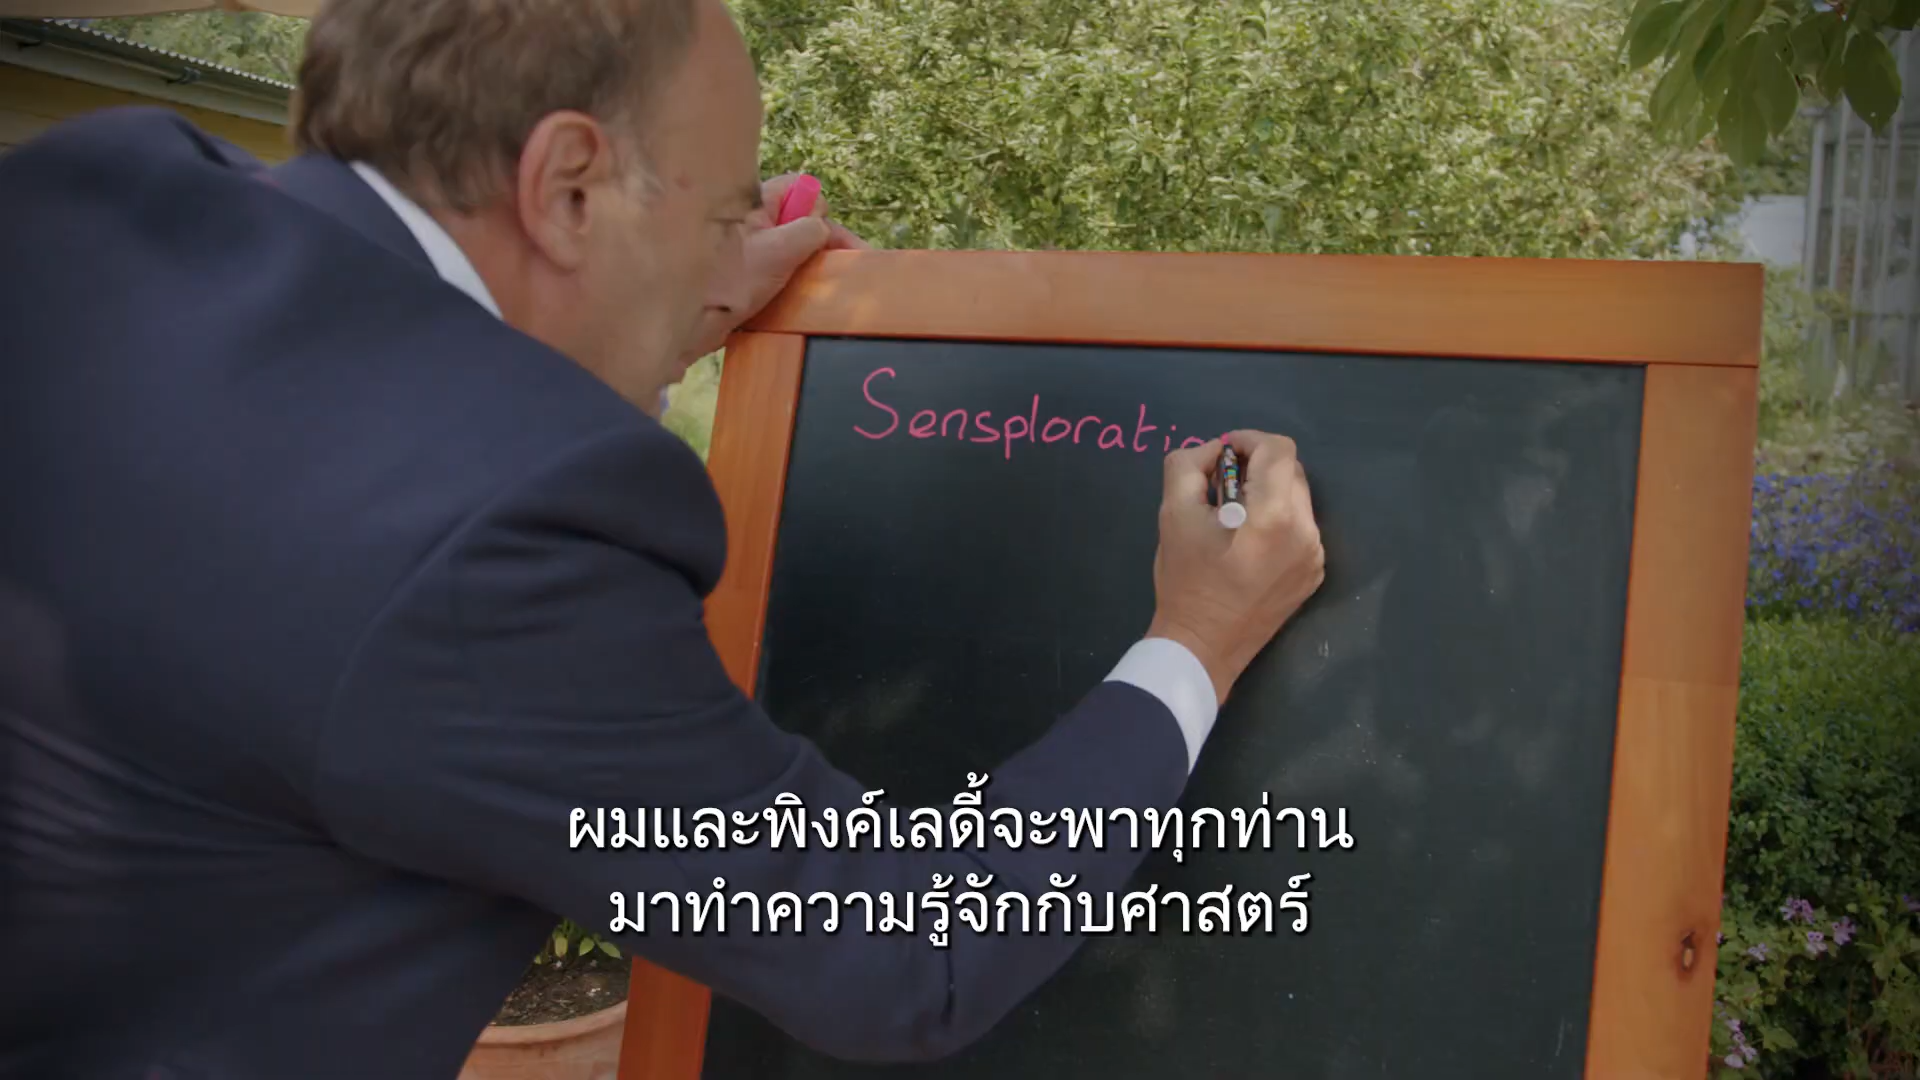 Sensploratio
ผมและพิงค์เลดี้จะพาทุกท่าน
มาทำความรู้จักกับศาสตร์